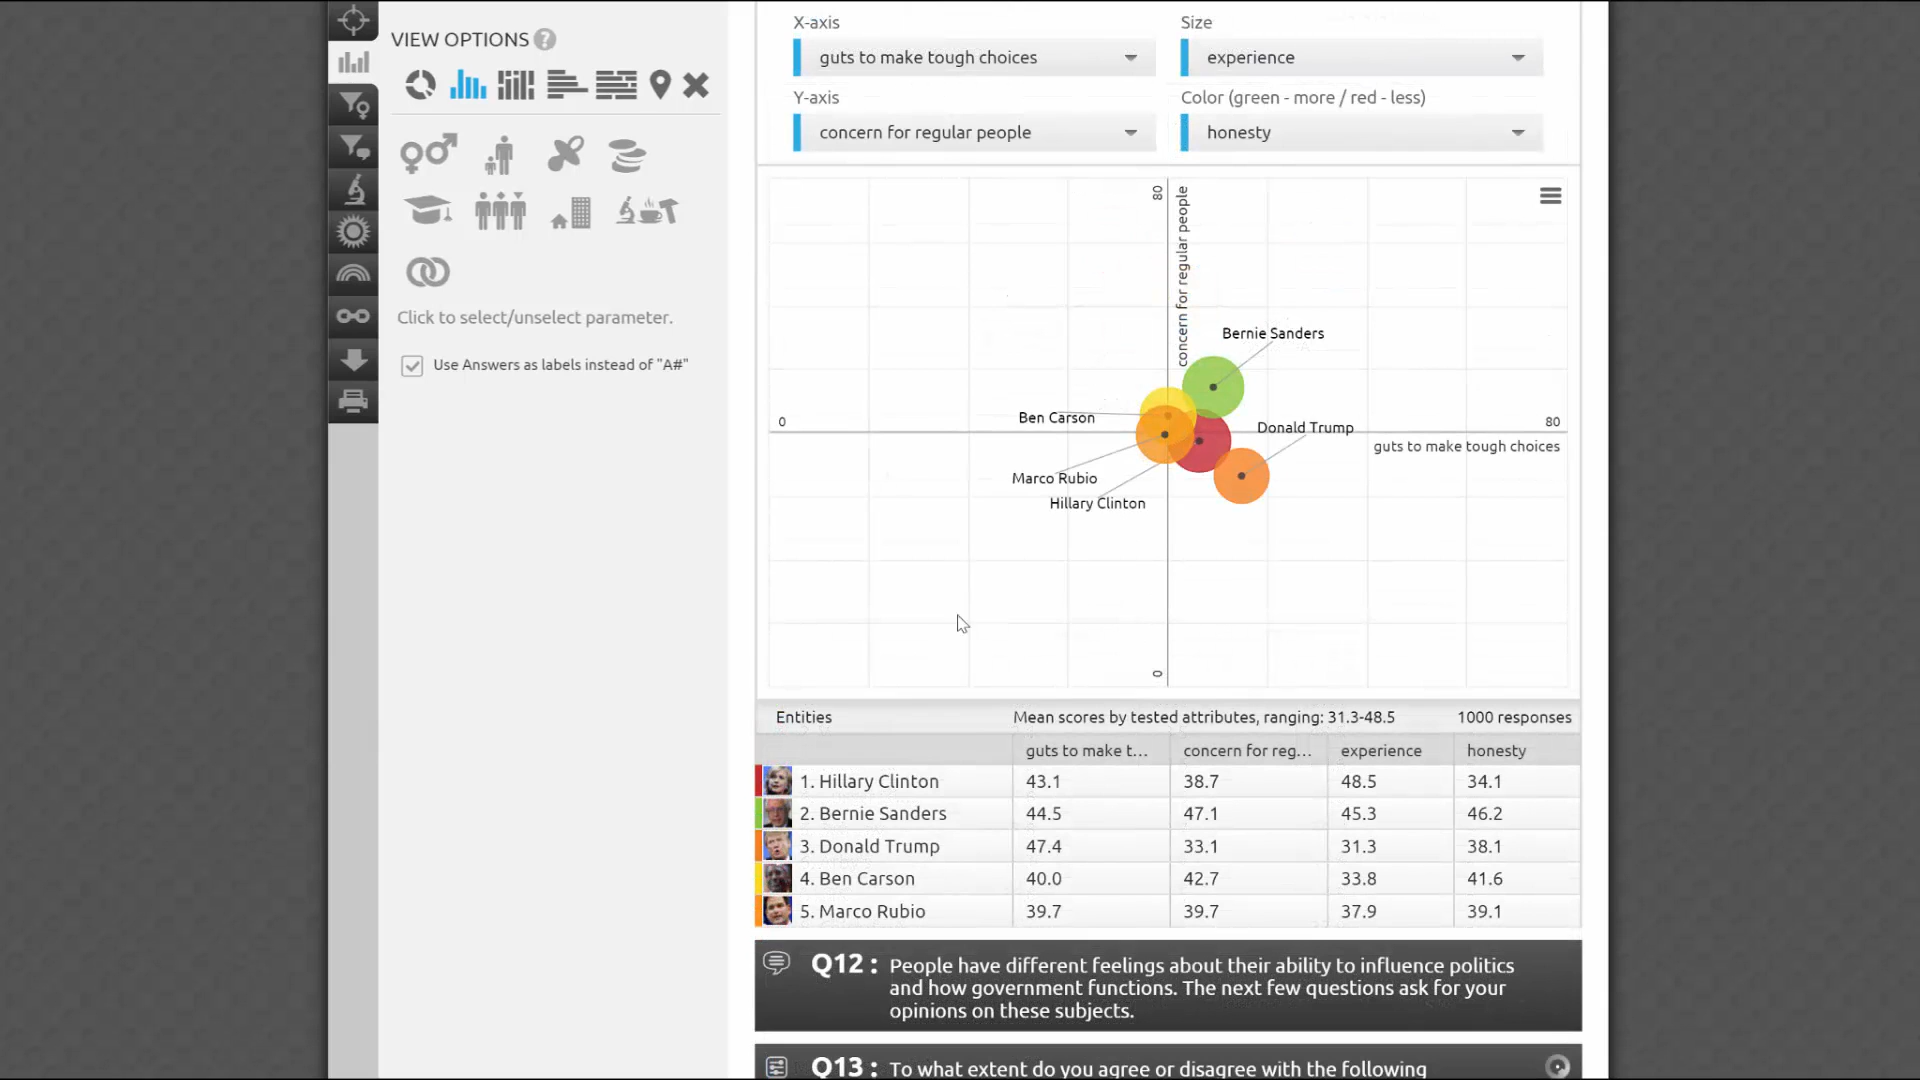 VIEW OPTIONS ?
Click to select/unselect parameter.
Use Answers as labels instead of "A#"
X-axis
guts to make tough choices
Size
experience
Y-axis
concern for regular people
Color (green - more / red - less)
honesty
80
concern for regular people
Bernie Sanders
Ben Carson
Donald Trump
0
80
guts to make tough choices
Marco Rubio
Hillary Clinton
0
Entities Mean scores by tested attributes, ranging: 31.3-48.5 1000 responses
guts to make t... concern for reg... experience honesty
1. Hillary Clinton 43.1 38.7 48.5 34.1
2. Bernie Sanders 44.5 47.1 45.3 46.2
3. Donald Trump 47.4 33.1 31.3 38.1
4. Ben Carson 40.0 42.7 33.8 41.6
5. Marco Rubio 39.7 39.7 37.9 39.1
Q12 : People have different feelings about their ability to influence politics
and how government functions. The next few questions ask for your
opinions on these subjects.
Q13 : To what extent do you agree or disagree with the following